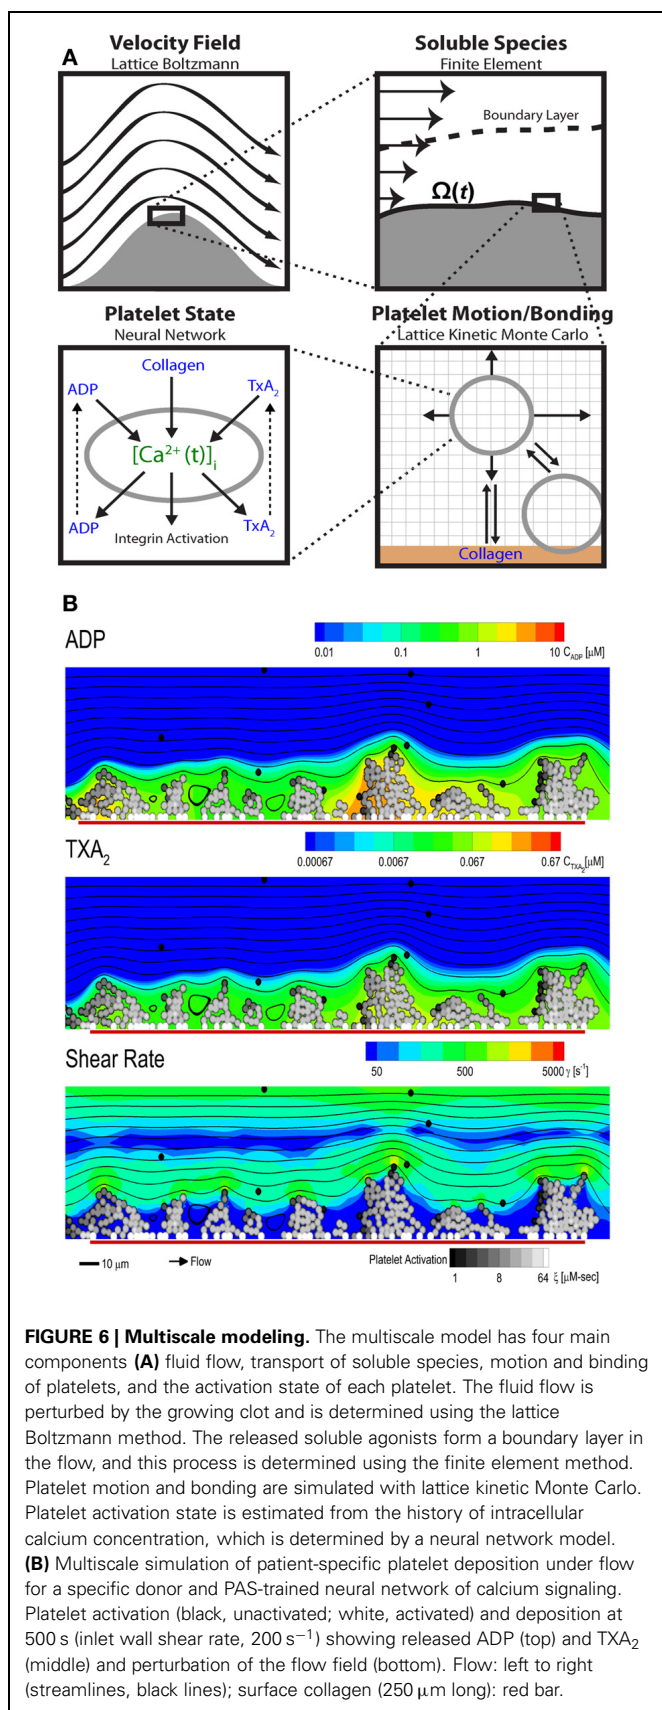 A
Velocity Field
Lattice Boltzmann
Soluble Species
Finite Element
Boundary Layer
Ω(t)
Platelet State
Neural Network
Collagen
ADP
TxA2
[Ca2+ (t)]i
ADP
Integrin Activation
TxA2
Platelet Motion/Bonding
Lattice Kinetic Monte Carlo
Collagen
B
ADP
0.01 0.1 1 10 CADP [µM]
TXA2
0.00067 0.0067 0.067 0.67 CTXA2[µM]
Shear Rate
50 500 5000 γ [s-1]
10 µm
Flow
Platelet Activation
1 8 64 ξ [µM-sec]
FIGURE 6 | Multiscale modeling. The multiscale model has four main
components (A) fluid flow, transport of soluble species, motion and binding
of platelets, and the activation state of each platelet. The fluid flow is
perturbed by the growing clot and is determined using the lattice
Boltzmann method. The released soluble agonists form a boundary layer in
the flow, and this process is determined using the finite element method.
Platelet motion and bonding are simulated with lattice kinetic Monte Carlo.
Platelet activation state is estimated from the history of intracellular
calcium concentration, which is determined by a neural network model.
(B) Multiscale simulation of patient-specific platelet deposition under flow
for a specific donor and PAS-trained neural network of calcium signaling.
Platelet activation (black, unactivated; white, activated) and deposition at
500 s (inlet wall shear rate, 200 s−1) showing released ADP (top) and TXA2
(middle) and perturbation of the flow field (bottom). Flow: left to right
(streamlines, black lines); surface collagen (250 µm long): red bar.